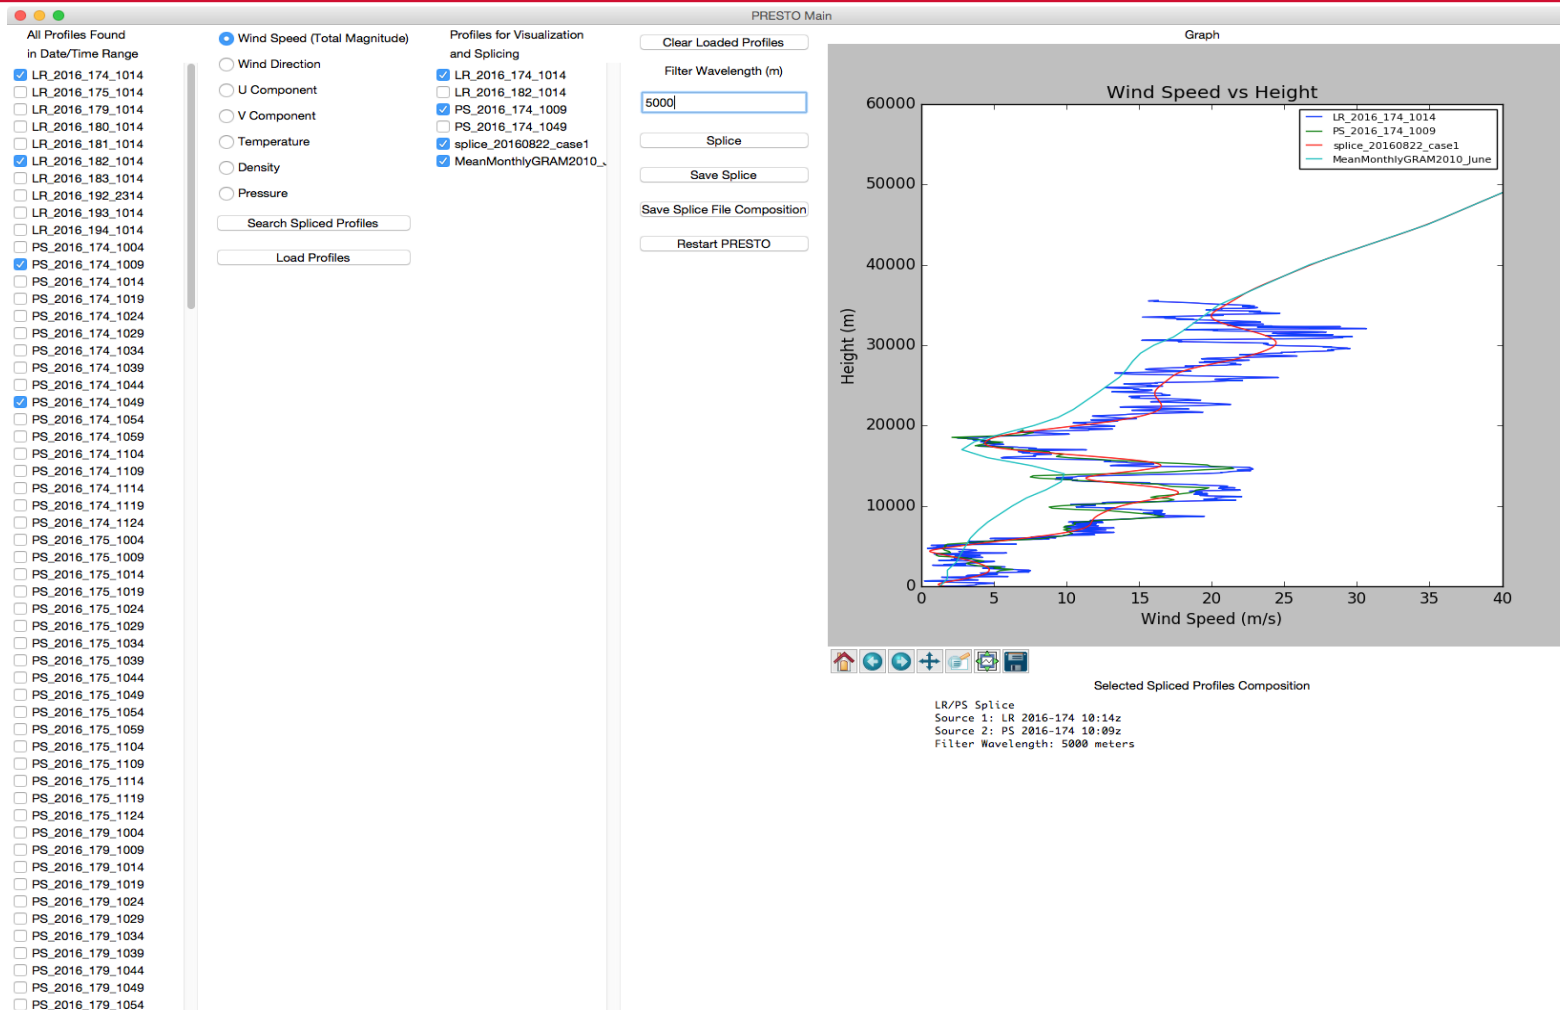 PRESTO Main
All Profiles Found
in Date/Time Range
LR_2016_174_1014
LR_2016_175_1014
LR_2016_179_1014
LR_2016_180_1014
LR_2016_181_1014
LR_2016_182_1014
LR_2016_183_1014
LR_2016_192_2314
LR_2016_193_1014
LR_2016_194_1014
PS_2016_174_1004
PS_2016_174_1009
PS_2016_174_1014
PS_2016_174_1019
PS_2016_174_1024
PS_2016_174_1029
PS_2016_174_1034
PS_2016_174_1039
PS_2016_174_1044
PS_2016_174_1049
PS_2016_174_1054
PS_2016_174_1059
PS_2016_174_1104
PS_2016_174_1109
PS_2016_174_1114
PS_2016_174_1119
PS_2016_174_1124
PS_2016_175_1004
PS_2016_175_1009
PS_2016_175_1014
PS_2016_175_1019
PS_2016_175_1024
PS_2016_175_1029
PS_2016_175_1034
PS_2016_175_1039
PS_2016_175_1044
PS_2016_175_1049
PS_2016_175_1054
PS_2016_175_1059
PS_2016_175_1104
PS_2016_175_1109
PS_2016_175_1114
PS_2016_175_1119
PS_2016_175_1124
PS_2016_179_1004
PS_2016_179_1009
PS_2016_179_1014
PS_2016_179_1019
PS_2016_179_1024
PS_2016_179_1029
PS_2016_179_1034
PS_2016_179_1039
PS_2016_179_1044
PS_2016_179_1049
PS_2016_179_1054
Wind Speed (Total Magnitude)
Wind Direction
U Component
V Component
Temperature
Density
Pressure
Search Spliced Profiles
Load Profiles
Profiles for Visualization
and Splicing
LR_2016_174_1014
LR_2016_182_1014
PS_2016_174_1009
PS_2016_174_1049
splice_20160822_case1
MeanMonthlyGRAM2010_
Clear Loaded Profiles
Filter Wavelength (m)
5000
Splice
Save Splice
Save Splice File Composition
Restart PRESTO
Graph
Wind Speed vs Height
LR_2016_174_1014
PS_2016_174_1009
splice_20160822_case1
MeanMonthlyGRAM2010_June
60000
50000
40000
30000
20000
10000
0
Height (m)
0 5 10 15 20 25 30 35 40
Wind Speed (m/s)
Selected Spliced Profiles Composition
LR/PS Splice
Source 1: LR 2016-174 10:14z
Source 2: PS 2016-174 10:09z
Filter Wavelength: 5000 meters